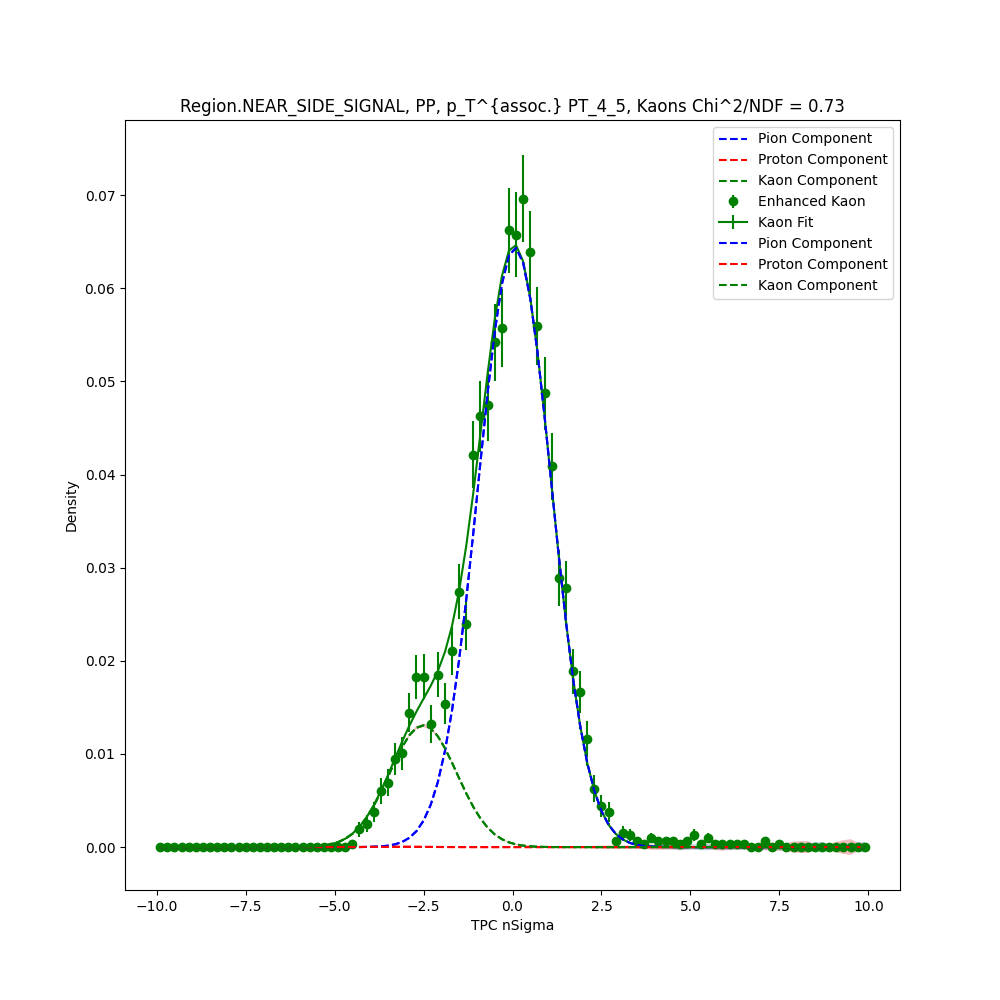 Region.NEAR_SIDE_SIGNAL, PP, p_T^{assoc.} PT_4_5, Kaons Chi^2/NDF = 0.73
Pion Component
Proton Component
Kaon Component
Enhanced Kaon
Kaon Fit
Pion Component
Proton Component
Kaon Component
Density
0.07
0.06
0.05
0.04
0.03
0.02
0.01
0.00
−10.0 −7.5 −5.0 −2.5 0.0 2.5 5.0 7.5 10.0
TPC nSigma